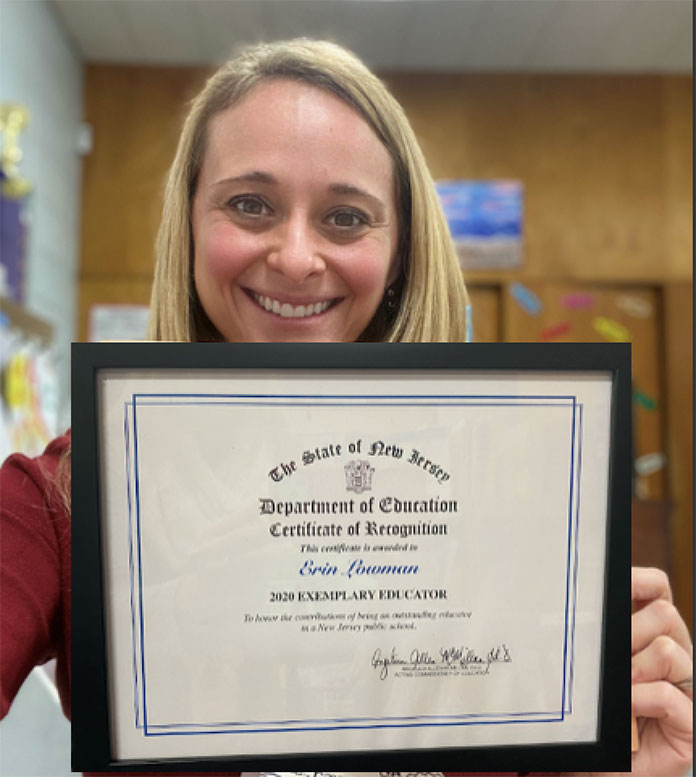 The State of New Jersey
Department of Education
Certificate of Recognition
This certificate is awarded to
Erin Lowman
2020 EXEMPLARY EDUCATOR
To honor the contributions of being an outstanding educator
in a New Jersey public school.
ACTING COMMISSIONER OF EDUCATION